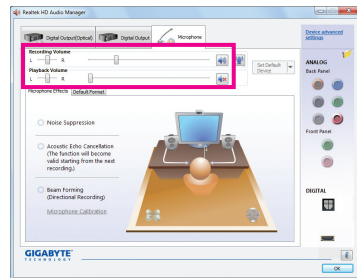 Realtek HD Audio Manager
Digital Output(Optical)
Digital Output
Microphone
Device advanced
settings
Recording Volume
L
R
Set Default
Device
Playback Volume
L
R
Microphone Effects
Default Format
Noise Suppression
Acoustic Echo Cancellation
(The function will become
valid starting from the next
recording.)
Beam Forming
(Directional Recording)
Microphone Calibration
ANALOG
Back Panel
Front Panel
DIGITAL
GIGABYTE™
TECHNOLOGY
i
OK